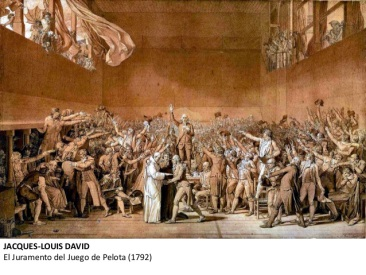 JACQUES-LOUIS DAVID
El Juramento del Juego de Pelota (1792)